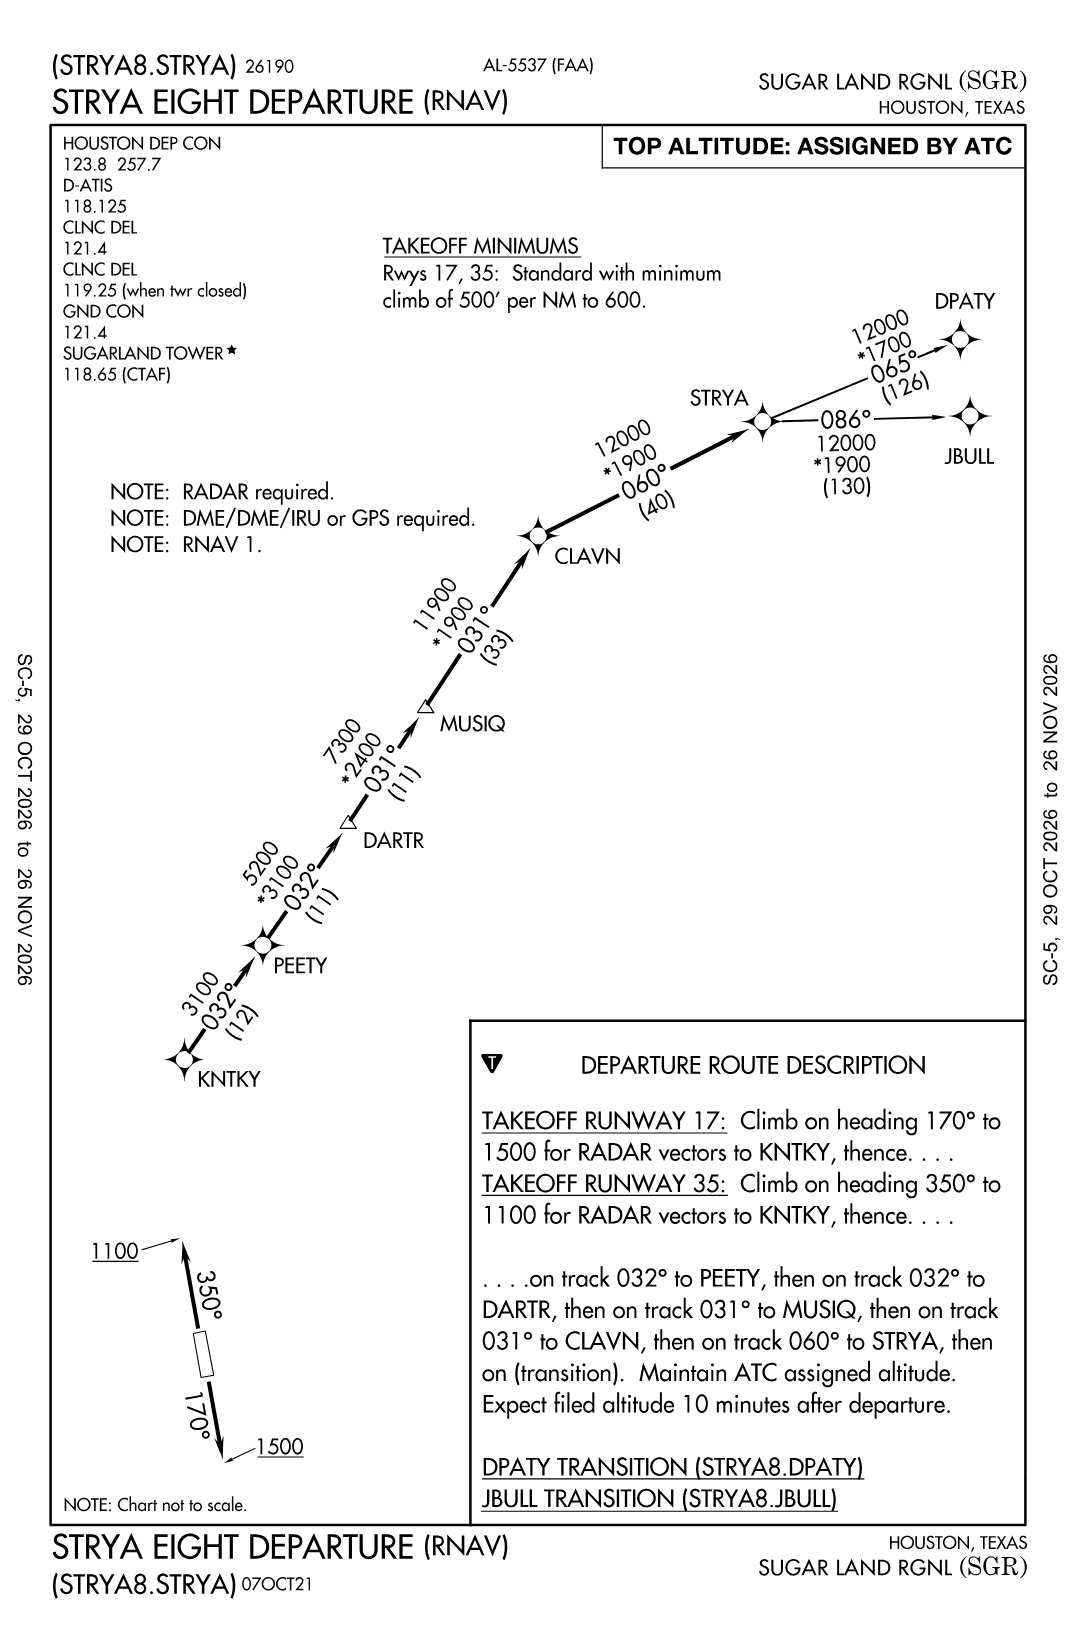 (STRYA8.STRYA) 26190
AL-5537 (FAA)
SUGAR LAND RGNL (SGR)
STRYA EIGHT DEPARTURE (RNAV)
HOUSTON, TEXAS
HOUSTON DEP CON
123.8 257.7
D-ATIS
118.125
CLNC DEL
121.4
CLNC DEL
119.25 (when twr closed)
GND CON
121.4
SUGARLAND TOWER★
118.65 (CTAF)
TOP ALTITUDE: ASSIGNED BY ATC
TAKEOFF MINIMUMS
Rwys 17, 35: Standard with minimum
climb of 500’ per NM to 600.
DPATY
12000
*1700
065°
(126)
STRYA
086°
12000
*1900
(130)
JBULL
12000
*1900
060°
(40)
NOTE: RADAR required.
NOTE: DME/DME/IRU or GPS required.
NOTE: RNAV 1.
CLAVN
11900
*1900
031°
(33)
MUSIQ
7300
*2400
031°
(11)
DARTR
5200
*3100
032°
(11)
PEETY
3100
032°
(12)
KNTKY
SC-5, 29 OCT 2026 to 26 NOV 2026
SC-5, 29 OCT 2026 to 26 NOV 2026
T
DEPARTURE ROUTE DESCRIPTION
TAKEOFF RUNWAY 17: Climb on heading 170° to
1500 for RADAR vectors to KNTKY, thence. . . .
TAKEOFF RUNWAY 35: Climb on heading 350° to
1100 for RADAR vectors to KNTKY, thence. . . .
. . . .on track 032° to PEETY, then on track 032° to
DARTR, then on track 031° to MUSIQ, then on track
031° to CLAVN, then on track 060° to STRYA, then
on (transition). Maintain ATC assigned altitude.
Expect filed altitude 10 minutes after departure.
DPATY TRANSITION (STRYA8.DPATY)
JBULL TRANSITION (STRYA8.JBULL)
1100
350°
170°
1500
NOTE: Chart not to scale.
STRYA EIGHT DEPARTURE (RNAV)
HOUSTON, TEXAS
SUGAR LAND RGNL (SGR)
(STRYA8.STRYA) 07OCT21